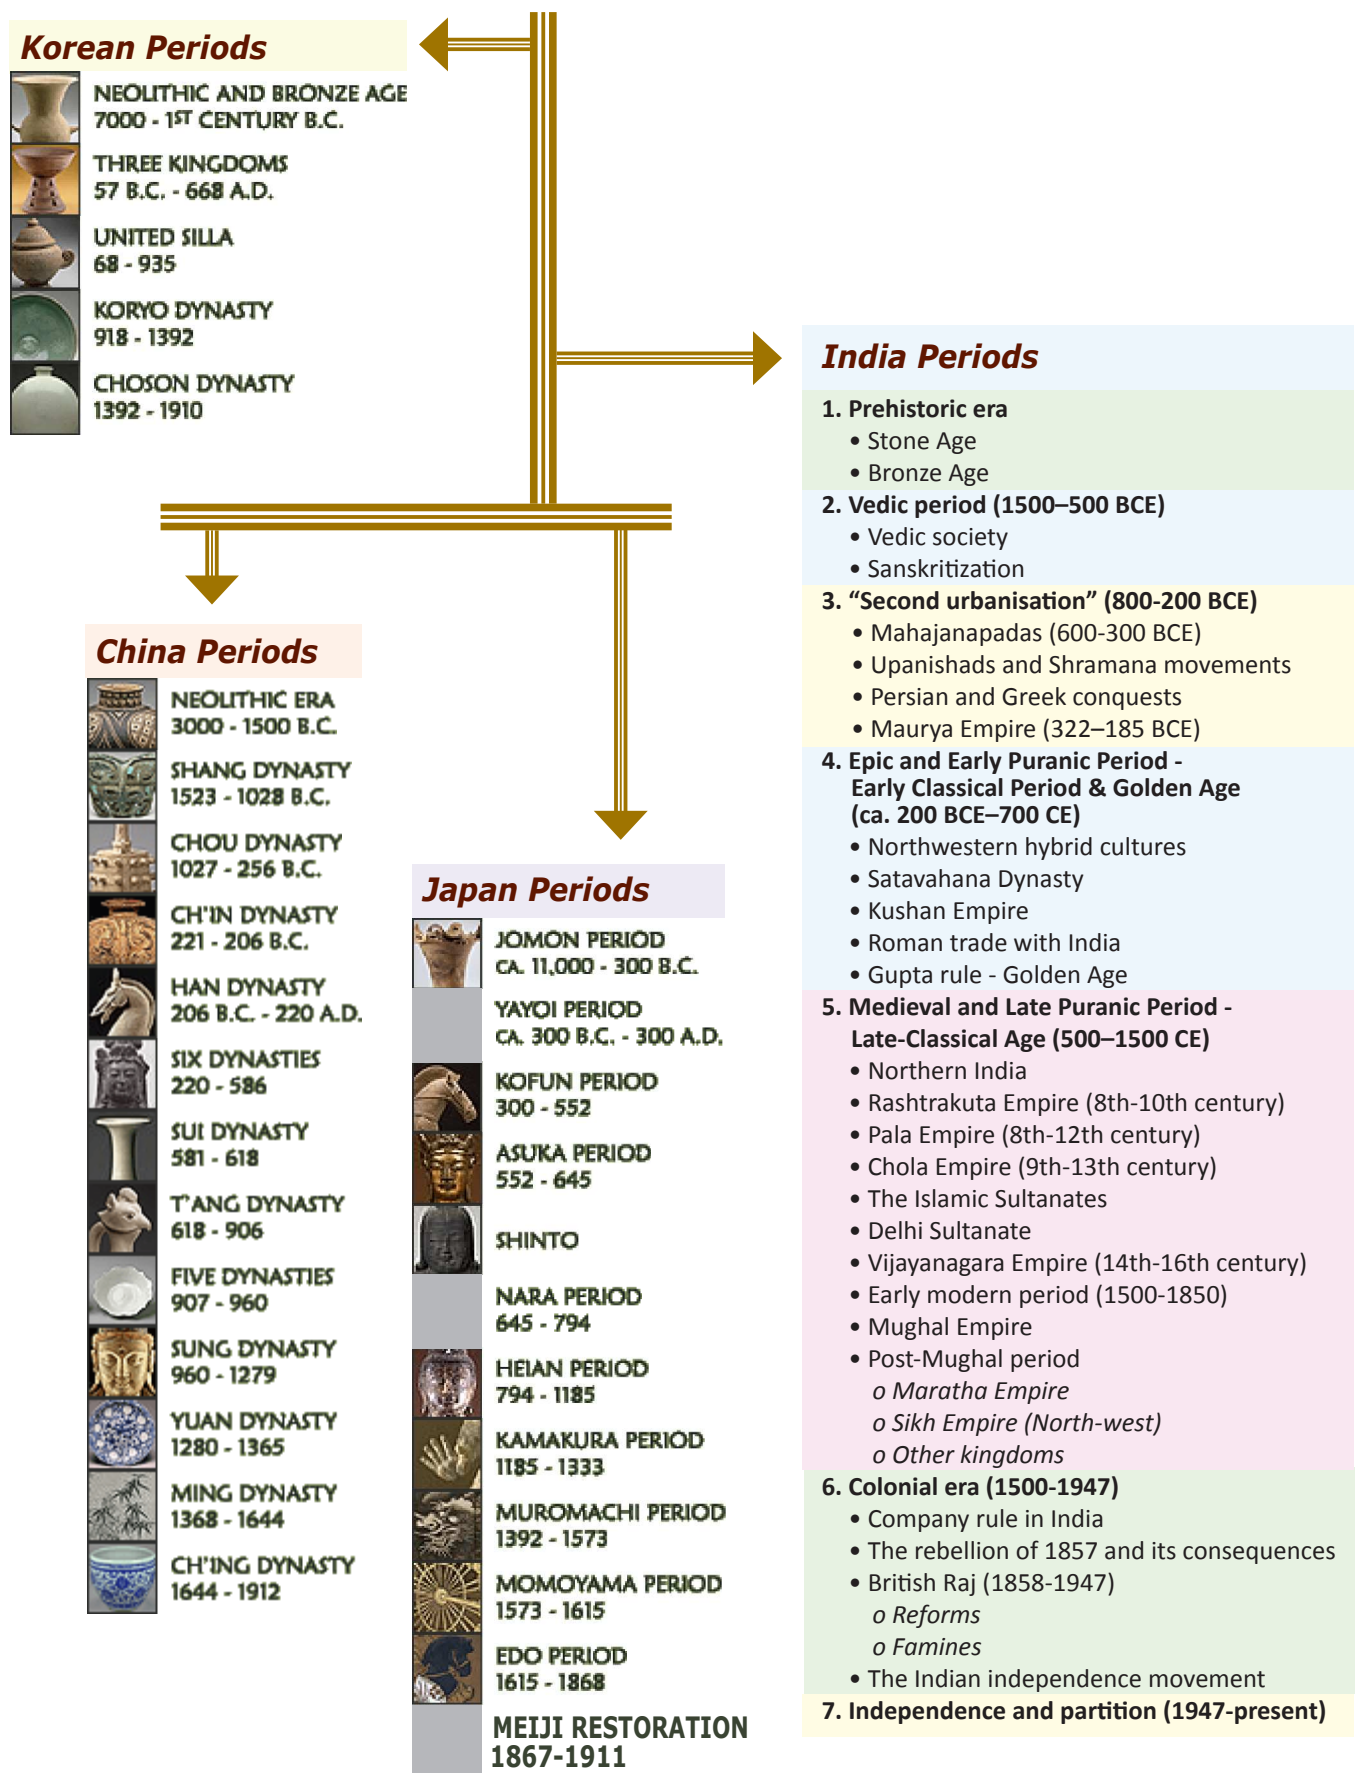 Korean Periods
NEOLITHIC AND BRONZE AGE
7000 - 1ST CENTURY B.C.
THREE KINGDOMS
57 B.C. - 668 A.D.
UNITED SILLA
68 - 935
KORYO DYNASTY
918 - 1392
CHOSON DYNASTY
1392 - 1910
China Periods
NEOLITHIC ERA
3000 - 1500 B.C.
SHANG DYNASTY
1523 - 1028 B.C.
CHOU DYNASTY
1027 - 256 B.C.
CH'IN DYNASTY
221 - 206 B.C.
HAN DYNASTY
206 B.C. - 220 A.D.
SIX DYNASTIES
220 - 586
SUI DYNASTY
581 - 618
T'ANG DYNASTY
618 - 906
FIVE DYNASTIES
907 - 960
SUNG DYNASTY
960 - 1279
YUAN DYNASTY
1280 - 1365
MING DYNASTY
1368 - 1644
CH'ING DYNASTY
1644 - 1912
Japan Periods
JOMON PERIOD
CA. 11,000 - 300 B.C.
YAYOI PERIOD
CA. 300 B.C. - 300 A.D.
KOFUN PERIOD
300 - 552
ASUKA PERIOD
552 - 645
SHINTO
NARA PERIOD
645 - 794
HEIAN PERIOD
794 - 1185
KAMAKURA PERIOD
1185 - 1333
MUROMACHI PERIOD
1392 - 1573
MOMOYAMA PERIOD
1573 - 1615
EDO PERIOD
1615 - 1868
MEIJI RESTORATION
1867-1911
India Periods
1. Prehistoric era
• Stone Age
• Bronze Age
2. Vedic period (1500–500 BCE)
• Vedic society
• Sanskritization
3. “Second urbanisation” (800-200 BCE)
• Mahajanapadas (600-300 BCE)
• Upanishads and Shramana movements
• Persian and Greek conquests
• Maurya Empire (322–185 BCE)
4. Epic and Early Puranic Period -
Early Classical Period & Golden Age
(ca. 200 BCE–700 CE)
• Northwestern hybrid cultures
• Satavahana Dynasty
• Kushan Empire
• Roman trade with India
• Gupta rule - Golden Age
5. Medieval and Late Puranic Period -
Late-Classical Age (500–1500 CE)
• Northern India
• Rashtrakuta Empire (8th-10th century)
• Pala Empire (8th-12th century)
• Chola Empire (9th-13th century)
• The Islamic Sultanates
• Delhi Sultanate
• Vijayanagara Empire (14th-16th century)
• Early modern period (1500-1850)
• Mughal Empire
• Post-Mughal period
o Maratha Empire
o Sikh Empire (North-west)
o Other kingdoms
6. Colonial era (1500-1947)
• Company rule in India
• The rebellion of 1857 and its consequences
• British Raj (1858-1947)
o Reforms
o Famines
• The Indian independence movement
7. Independence and partition (1947-present)